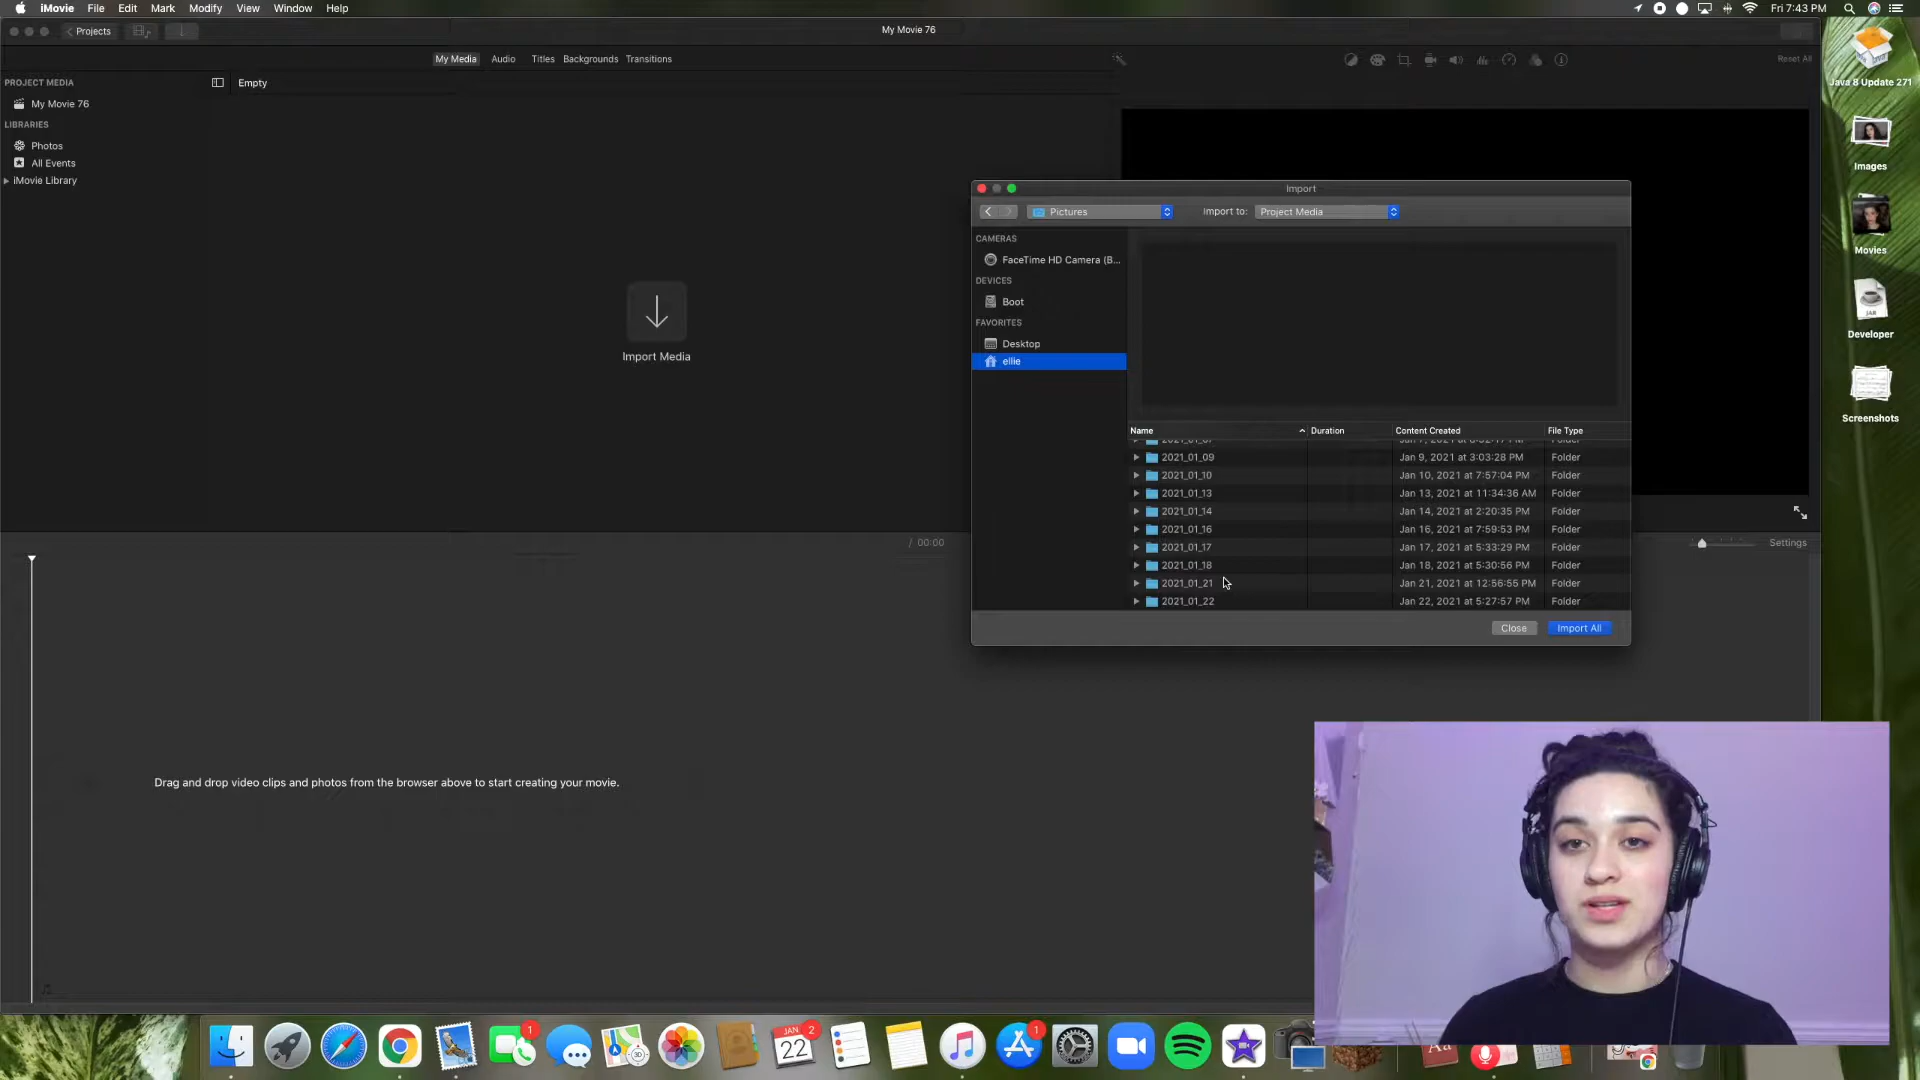 iMovie File Edit Mark Modify View Window Help
Fri 7:43 PM
Projects
My Movie 76
My Media Audio Titles Backgrounds Transitions
Reset All
PROJECT MEDIA
My Movie 76
LIBRARIES
Photos
All Events
iMovie Library
Empty
Import Media
Import
Pictures
Import to: Project Media
CAMERAS
FaceTime HD Camera (B...
DEVICES
Boot
FAVORITES
Desktop
ellie
Name Duration Content Created File Type
2021_01_09 Jan 9, 2021 at 3:03:28 PM Folder
2021_01_10 Jan 10, 2021 at 7:57:04 PM Folder
2021_01_13 Jan 13, 2021 at 11:34:36 AM Folder
2021_01_14 Jan 14, 2021 at 2:20:35 PM Folder
2021_01_16 Jan 16, 2021 at 7:59:53 PM Folder
2021_01_17 Jan 17, 2021 at 5:33:29 PM Folder
2021_01_18 Jan 18, 2021 at 5:30:56 PM Folder
2021_01_21 Jan 21, 2021 at 12:56:55 PM Folder
2021_01_22 Jan 22, 2021 at 5:27:57 PM Folder
Close Import All
/ 00:00
Settings
Drag and drop video clips and photos from the browser above to start creating your movie.
Java 8 Update 271
Images
Movies
JAR
Developer
Screenshots
1
JAN
22
2
1
3D
Aa